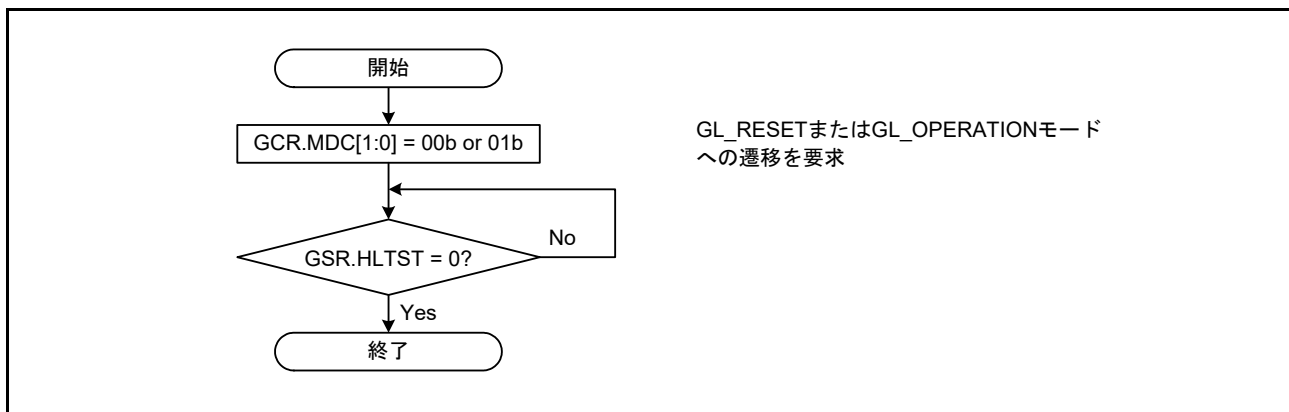 開始
GCR.MDC[1:0] = 00b or 01b
GL_RESETまたはGL_OPERATIONモード
への遷移を要求
No
GSR.HLTST = 0?
Yes
終了